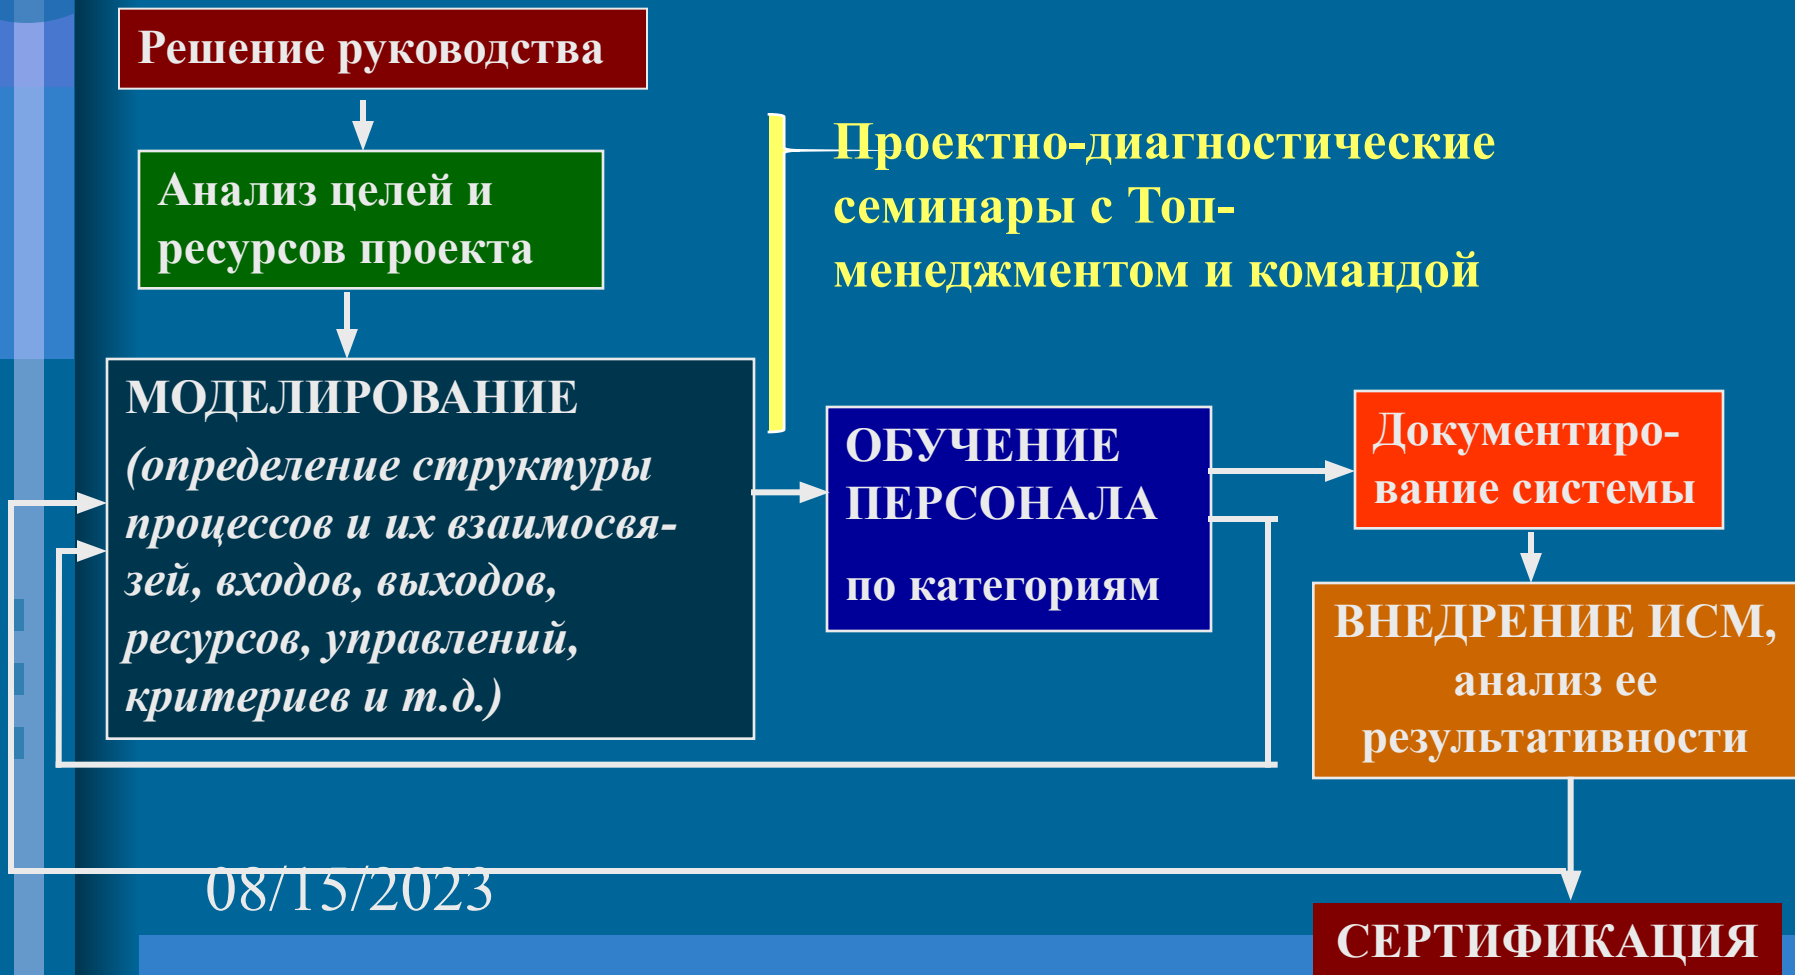 Решение руководства
Анализ целей и
ресурсов проекта
Проектно-диагностические
семинары с Топ-
менеджментом и командой
МОДЕЛИРОВАНИЕ
(определение структуры
процессов и их взаимосвя-
зей, входов, выходов,
ресурсов, управлений,
критериев и т.д.)
ОБУЧЕНИЕ
ПЕРСОНАЛА
по категориям
Документиро-
вание системы
ВНЕДРЕНИЕ ИСМ,
анализ ее
результативности
08/15/2023
СЕРТИФИКАЦИЯ